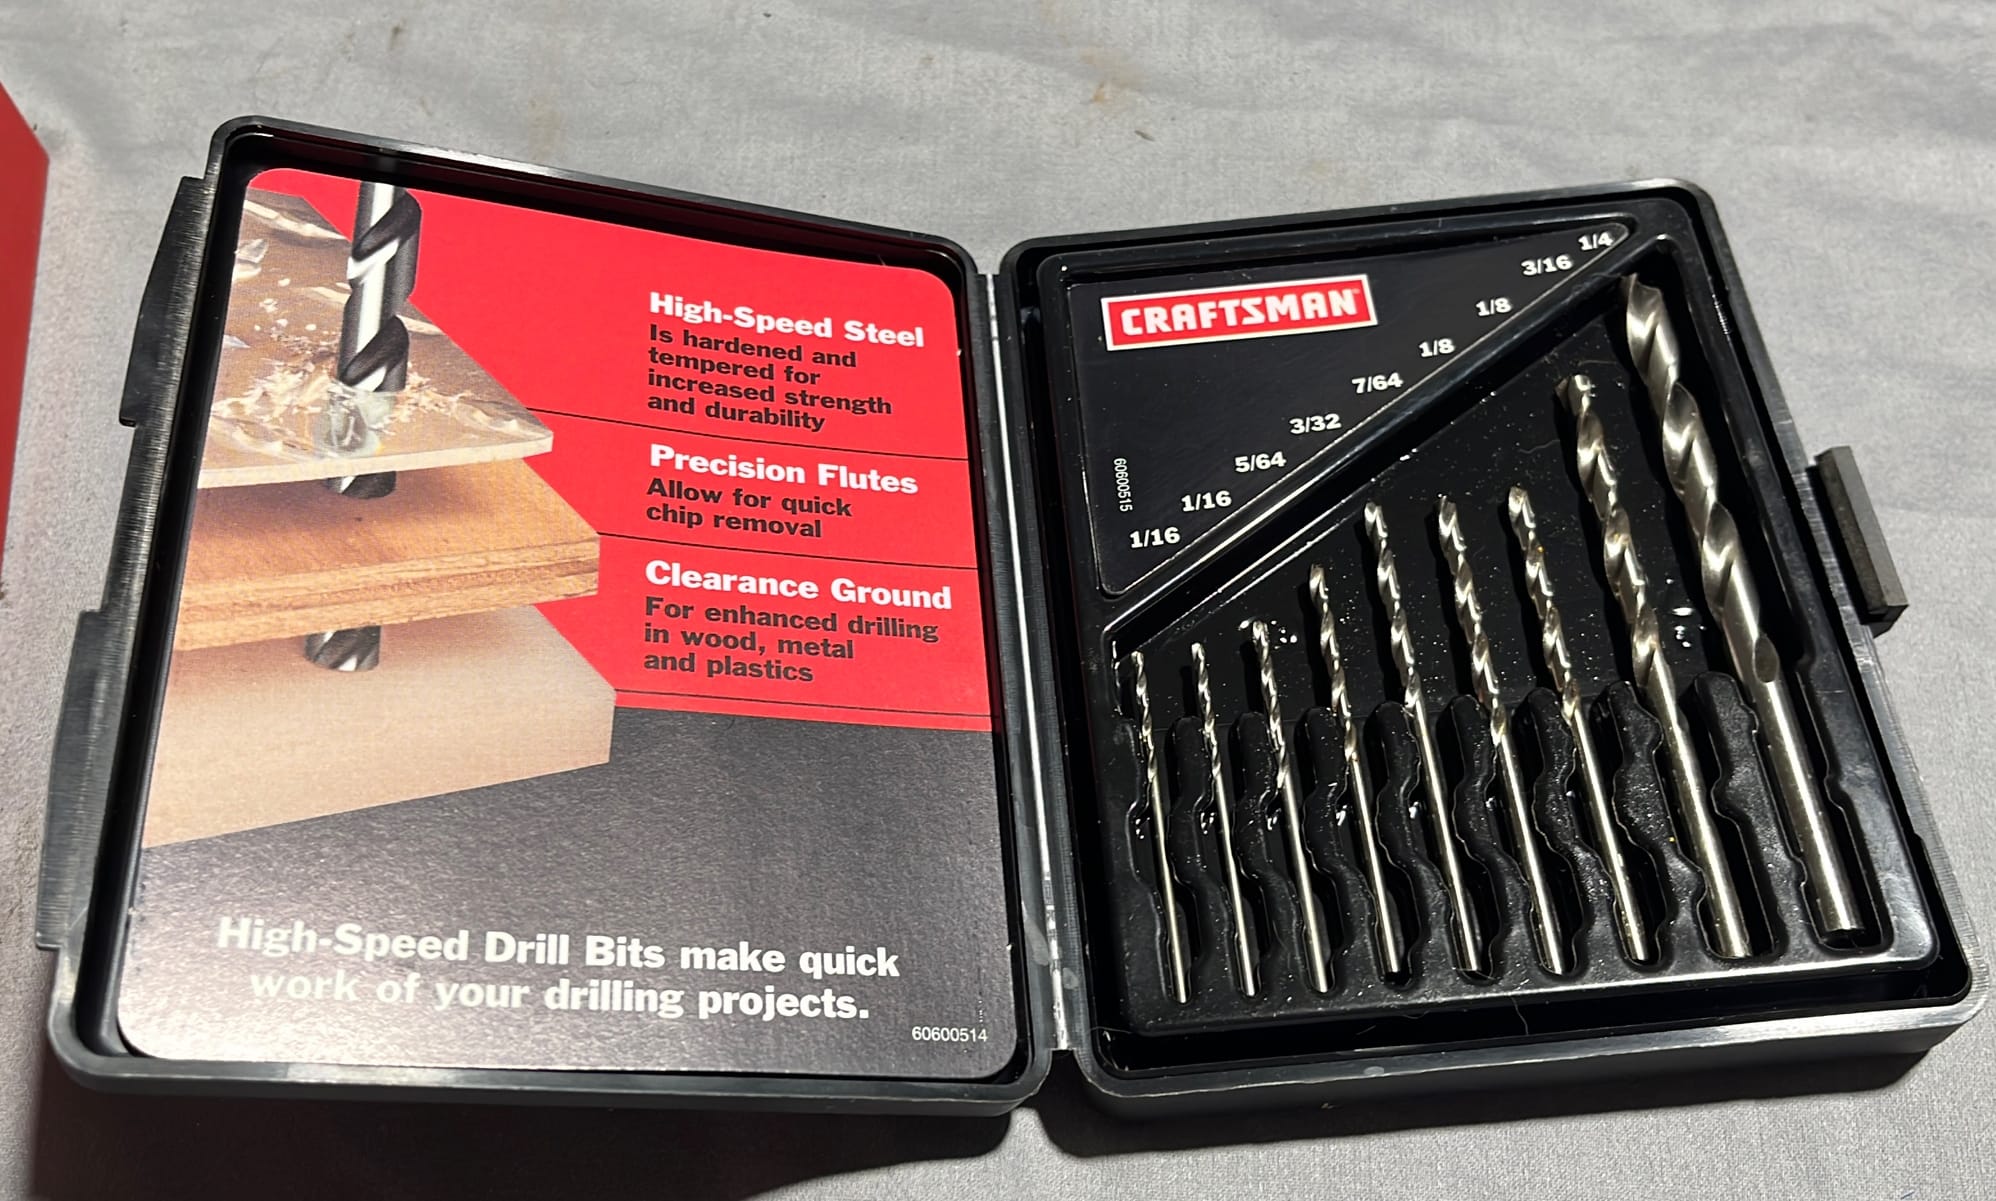 High-Speed Steel
Is hardened and
tempered for
increased strength
and durability
Precision Flutes
Allow for quick
chip removal
Clearance Ground
For enhanced drilling
in wood, metal
and plastics
High-Speed Drill Bits make quick
work of your drilling projects.
60600514
CRAFTSMAN
1/4
3/16
1/8
1/8
7/64
3/32
5/64
1/16
1/16
60600515